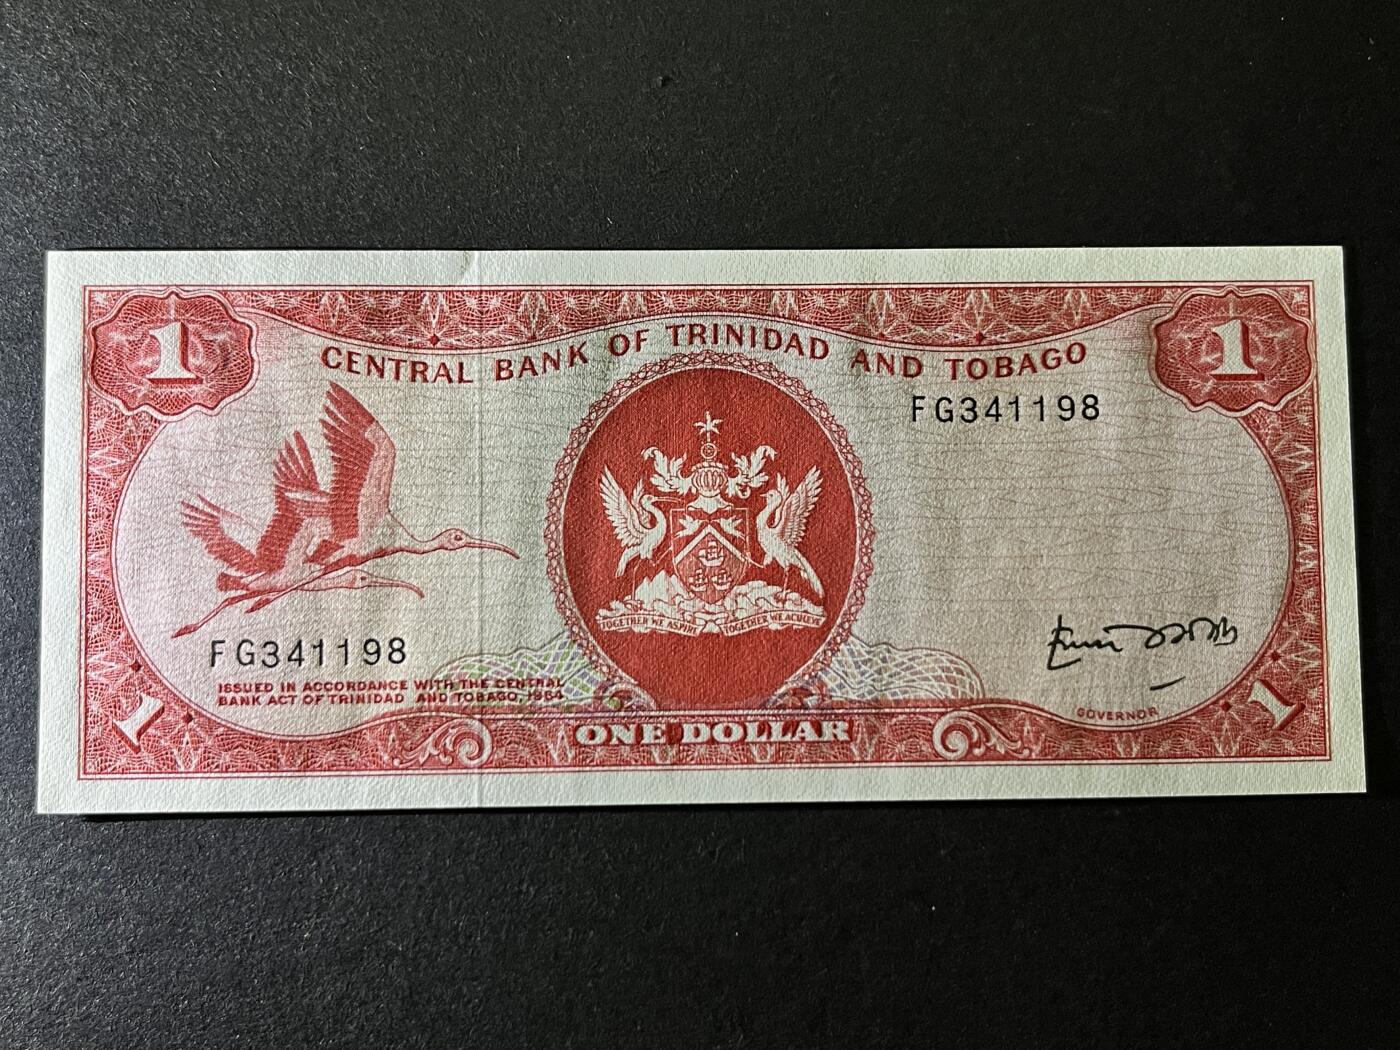 1
1
CENTRAL BANK OF TRINIDAD AND TOBAGO
FG341198
TOGETHER WE ASPIRE TOGETHER WE ACHIEVE
FG341198
ISSUED IN ACCORDANCE WITH THE CENTRAL
BANK ACT OF TRINIDAD AND TOBAGO, 1964
GOVERNOR
1
ONE DOLLAR
1